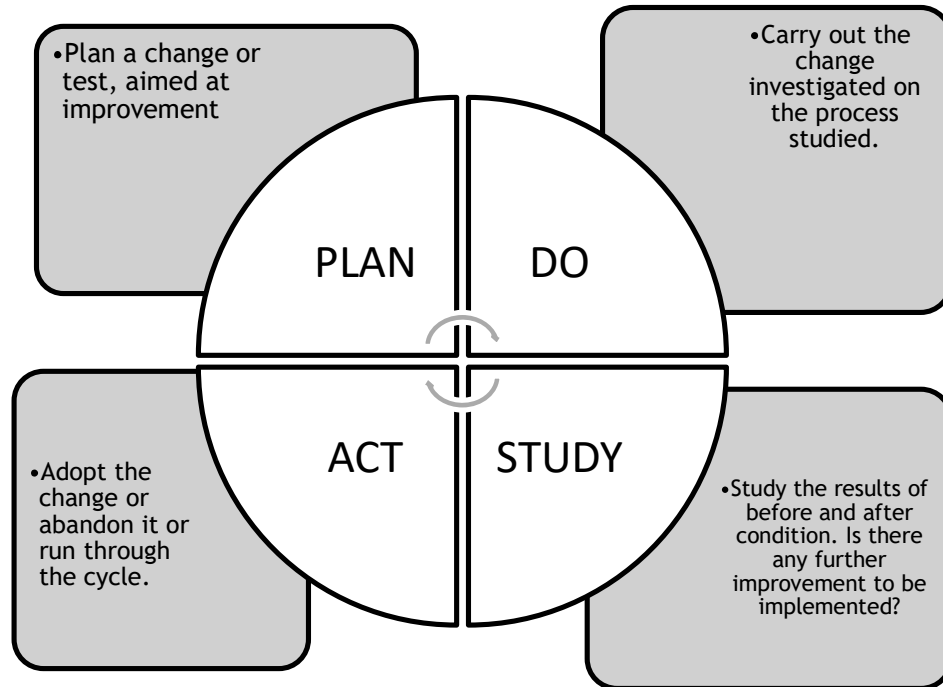 •Plan a change or
test, aimed at
improvement
•Carry out the
change
investigated on
the process
studied.
PLAN
DO
ACT
STUDY
•Adopt the
change or
abandon it or
run through
the cycle.
•Study the results of
before and after
condition. Is there
any further
improvement to be
implemented?